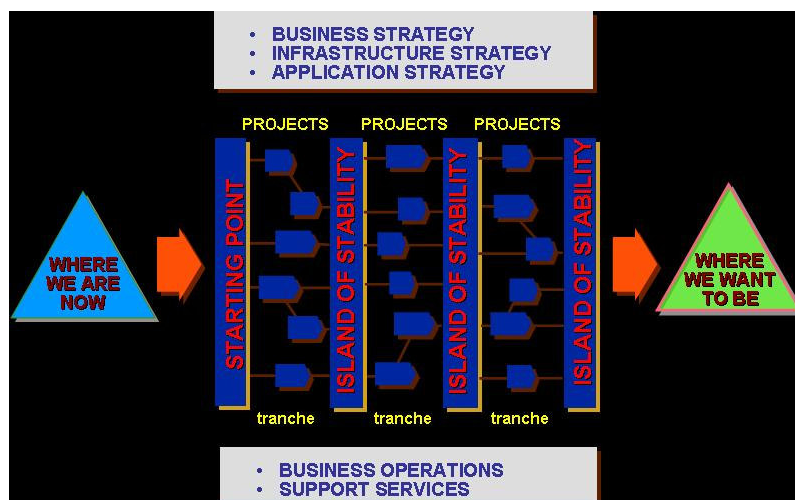 • BUSINESS STRATEGY
• INFRASTRUCTURE STRATEGY
• APPLICATION STRATEGY
PROJECTS
PROJECTS
PROJECTS
WHERE
WE ARE
NOW
STARTING POINT
ISLAND OF STABILITY
ISLAND OF STABILITY
ISLAND OF STABILITY
WHERE
WE WANT
TO BE
tranche
tranche
tranche
• BUSINESS OPERATIONS
• SUPPORT SERVICES